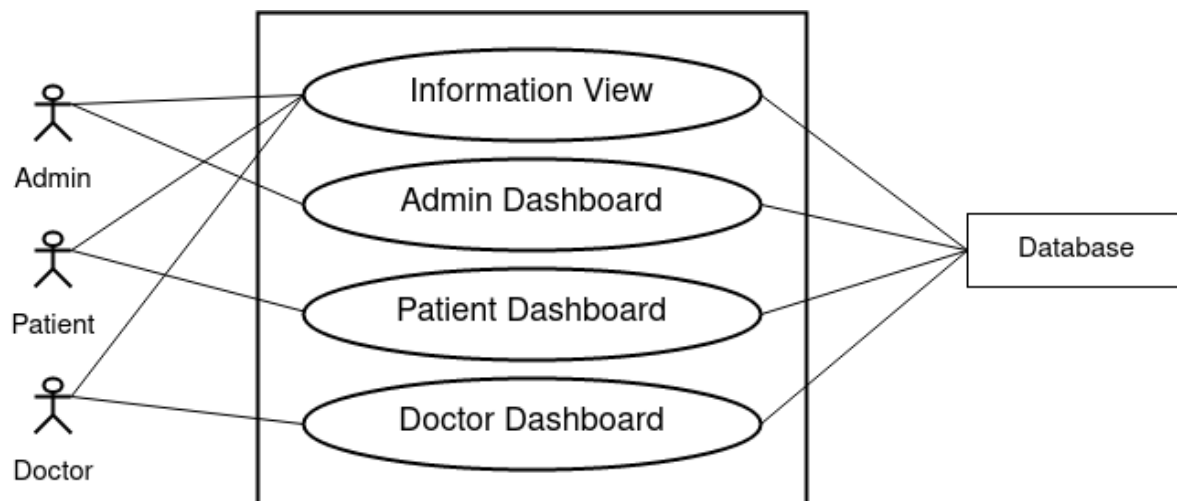 Information View
Admin
Admin Dashboard
Database
Patient Dashboard
Patient
Doctor Dashboard
Doctor